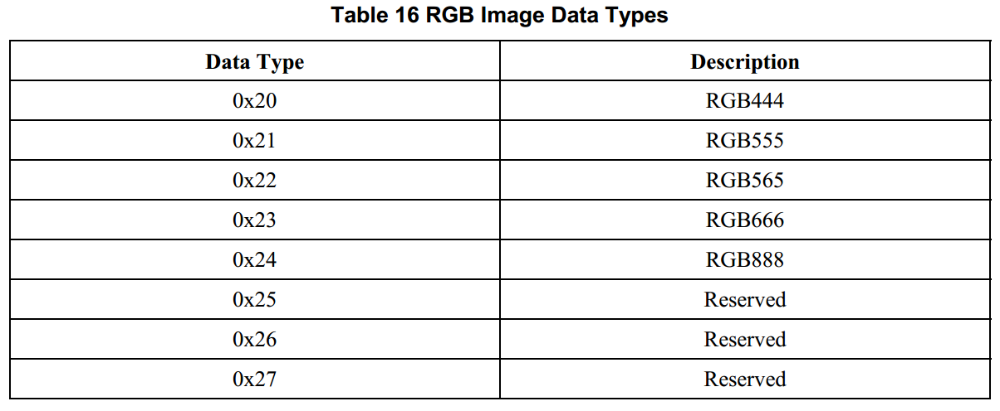 Table 16 RGB Image Data Types
Data Type Description
0x20 RGB444
0x21 RGB555
0x22 RGB565
0x23 RGB666
0x24 RGB888
0x25 Reserved
0x26 Reserved
0x27 Reserved